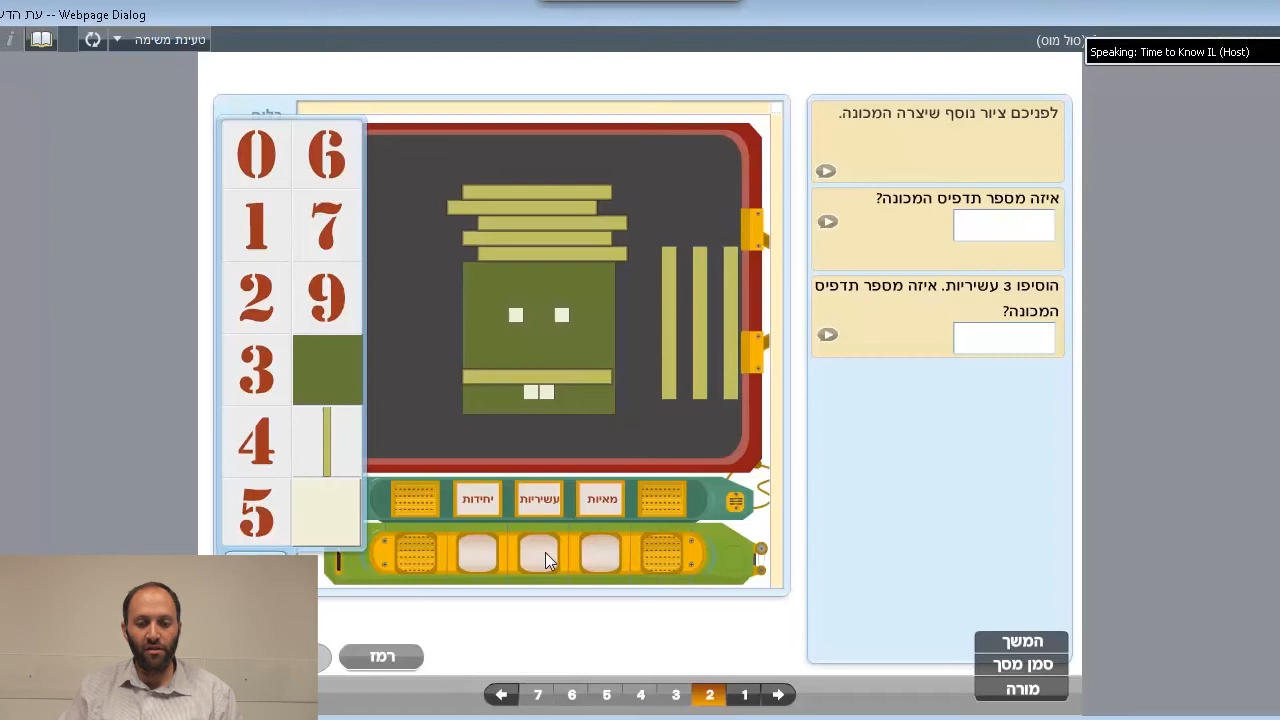 עת הדי -- Webpage Dialog
טעינת משימה
(סול מוס)
Speaking: Time to Know IL (Host)
לפניכם ציור נוסף שיצרה המכונה.
איזה מספר תדפיס המכונה?
הוסיפו 3 עשיריות. איזה מספר תדפיס
המכונה?
0 6
1 7
2 9
3
4
5
מאיות עשיריות יחידות
רמז
המשך
סמן מסך
מורה
7 6 5 4 3 2 1